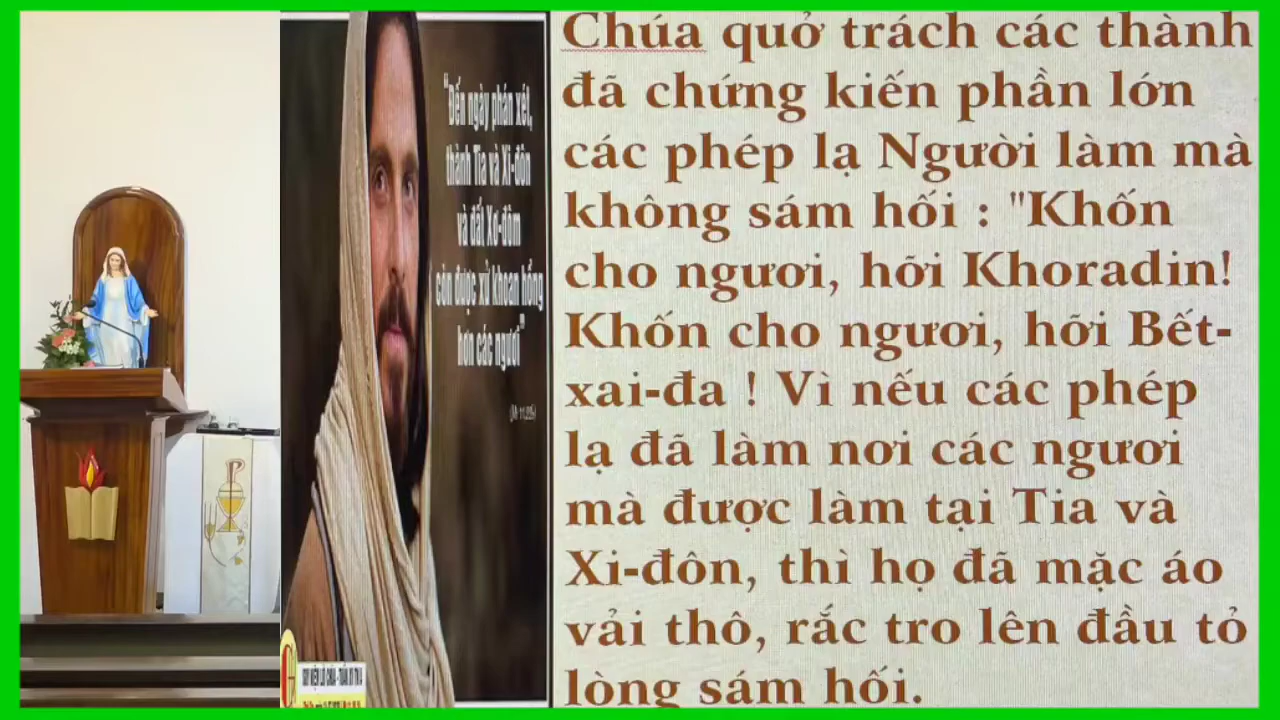 "Đến ngày phán xét,
thành Tia và Xi-đôn
và đất Xơ-đôm
còn được xử khoan hồng
hơn các ngươi"
Chúa quở trách các thành
đã chứng kiến phần lớn
các phép lạ Người làm mà
không sám hối : "Khốn
cho ngươi, hỡi Khoradin!
Khốn cho ngươi, hỡi Bết-
xai-đa ! Vì nếu các phép
lạ đã làm nơi các ngươi
mà được làm tại Tia và
Xi-đôn, thì họ đã mặc áo
vải thô, rắc tro lên đầu tỏ
lòng sám hối.